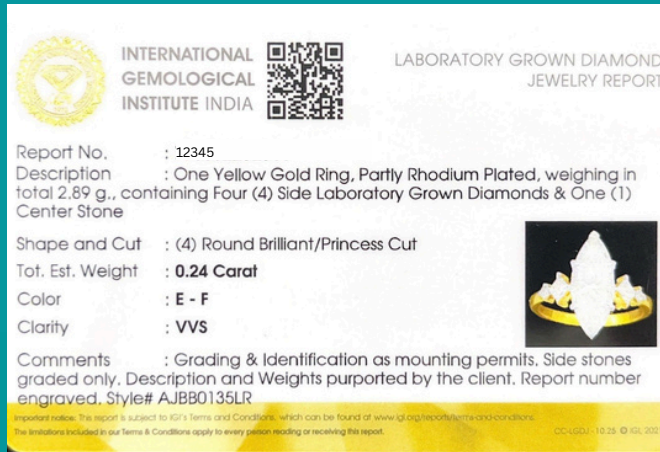 INTERNATIONAL
GEMOLOGICAL
INSTITUTE INDIA
LABORATORY GROWN DIAMOND
JEWELRY REPORT
Report No. : 12345
Description : One Yellow Gold Ring, Partly Rhodium Plated, weighing in
total 2.89 g., containing Four (4) Side Laboratory Grown Diamonds & One (1)
Center Stone
Shape and Cut : (4) Round Brilliant/Princess Cut
Tot. Est. Weight : 0.24 Carat
Color : E - F
Clarity : VVS
Comments : Grading & Identification as mounting permits. Side stones
graded only. Description and Weights purported by the client. Report number
engraved. Style# AJBB0135LR
Important notice: This report is subject to IGI's Terms and Conditions, which can be found at www.igi.org/reports/terms-and-conditions.
The limitations included in our Terms & Conditions apply to every person reading or receiving this report.